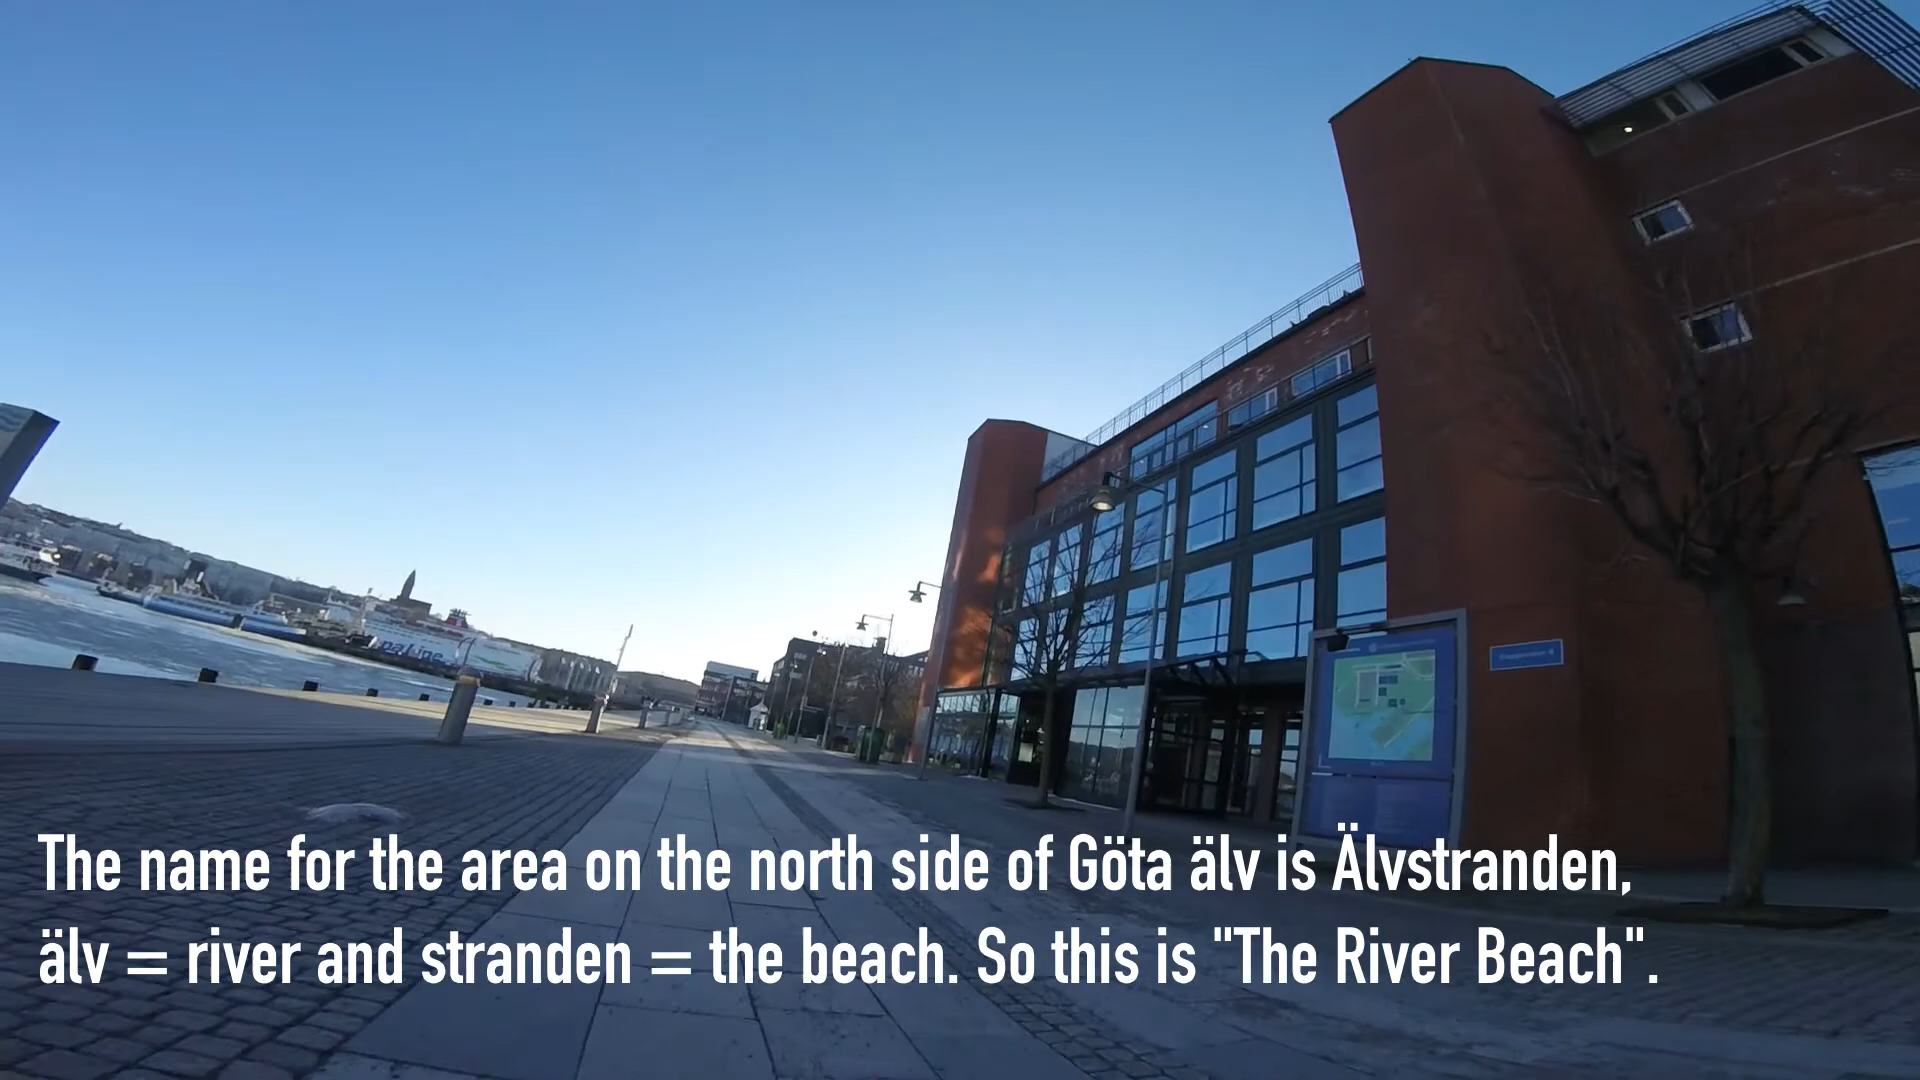 The name for the area on the north side of Göta älv is Älvstranden,
älv = river and stranden = the beach. So this is "The River Beach".